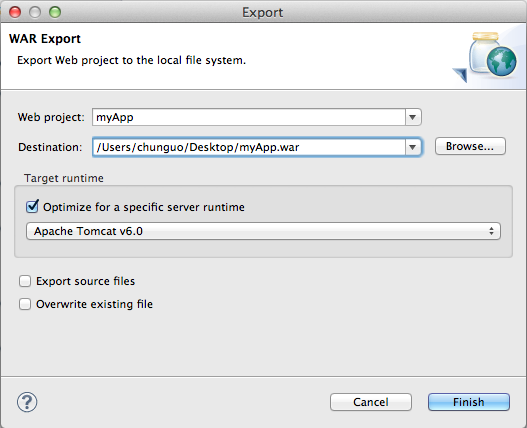 Export
WAR Export
Export Web project to the local file system.
Web project: myApp
Destination: /Users/chunguo/Desktop/myApp.war Browse...
Target runtime
Optimize for a specific server runtime
Apache Tomcat v6.0
Export source files
Overwrite existing file
? Cancel Finish